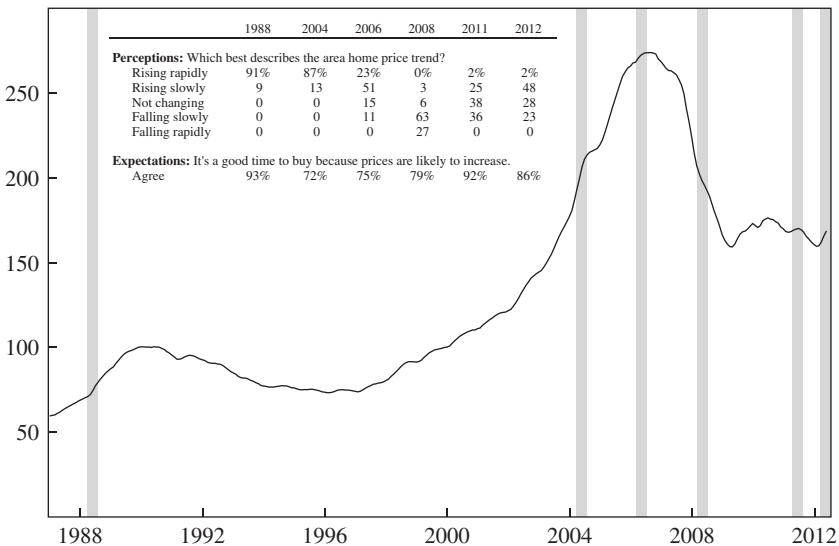 1988 2004 2006 2008 2011 2012
Perceptions: Which best describes the area home price trend?
Rising rapidly 91% 87% 23% 0% 2% 2%
Rising slowly 9 13 51 3 25 48
Not changing 0 0 15 6 38 28
Falling slowly 0 0 11 63 36 23
Falling rapidly 0 0 0 27 0 0
Expectations: It's a good time to buy because prices are likely to increase.
Agree 93% 72% 75% 79% 92% 86%
250
200
150
100
50
1988 1992 1996 2000 2004 2008 2012